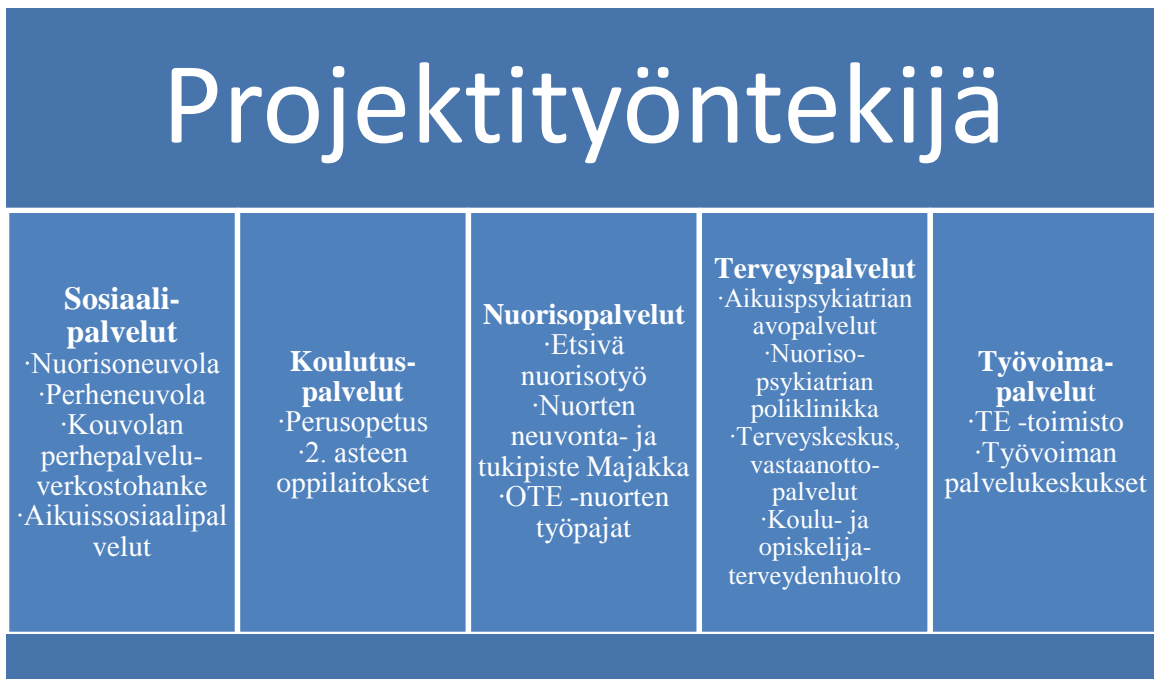 Projektityöntekijä
Sosiaali-
palvelut
·Nuorisoneuvola
·Perheneuvola
·Kouvolan
perhepalvelu-
verkostohanke
·Aikuissosiaalipal
velut
Koulutus-
palvelut
·Perusopetus
·2. asteen
oppilaitokset
Nuorisopalvelut
·Etsivä
nuorisotyö
·Nuorten
neuvonta- ja
tukipiste Majakka
·OTE -nuorten
työpajat
Terveyspalvelut
·Aikuispsykiatrian
avopalvelut
·Nuoriso-
psykiatrian
poliklinikka
·Terveyskeskus,
vastaanotto-
palvelut
·Koulu- ja
opiskelija-
terveydenhuolto
Työvoima-
palvelut
·TE -toimisto
·Työvoiman
palvelukeskukset